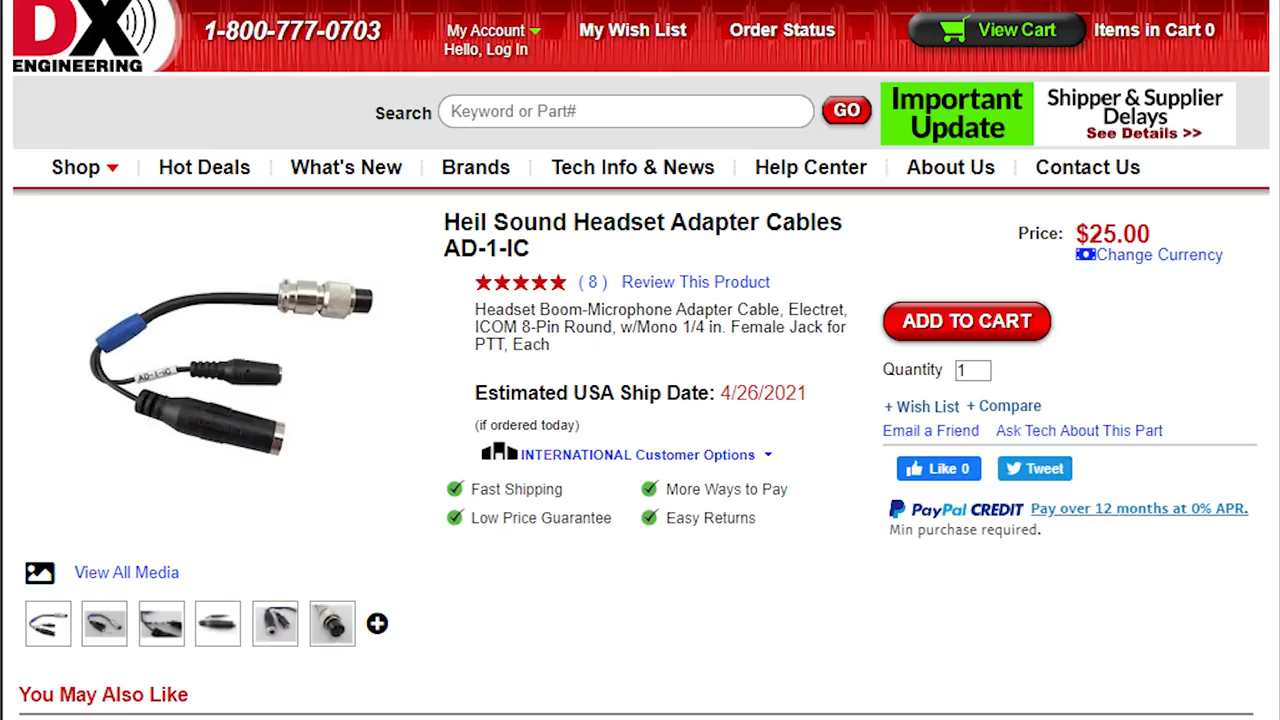 DX
ENGINEERING
1-800-777-0703
My Account
Hello, Log In
My Wish List
Order Status
View Cart
Items in Cart 0
Search
Keyword or Part#
GO
Important
Update
Shipper & Supplier
Delays
See Details >>
Shop
Hot Deals
What's New
Brands
Tech Info & News
Help Center
About Us
Contact Us
Heil Sound Headset Adapter Cables
AD-1-IC
( 8 ) Review This Product
Headset Boom-Microphone Adapter Cable, Electret,
ICOM 8-Pin Round, w/Mono 1/4 in. Female Jack for
PTT, Each
Estimated USA Ship Date: 4/26/2021
(if ordered today)
INTERNATIONAL Customer Options
Fast Shipping
More Ways to Pay
Low Price Guarantee
Easy Returns
Price: $25.00
Change Currency
ADD TO CART
Quantity 1
+ Wish List + Compare
Email a Friend Ask Tech About This Part
Like 0
Tweet
PayPal CREDIT Pay over 12 months at 0% APR.
Min purchase required.
AD-1-IC
View All Media
You May Also Like